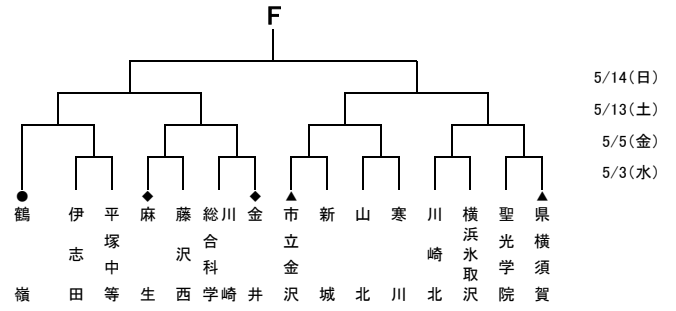 F
5/14(日)
5/13(土)
5/5(金)
5/3(水)
● ◆ ◆ ▲ ▲
鶴嶺
伊志田
平塚中等
麻生
藤沢西
川崎総合科学
金井
市立金沢
新城
山北
寒川
川崎北
横浜氷取沢
聖光学院
県横須賀